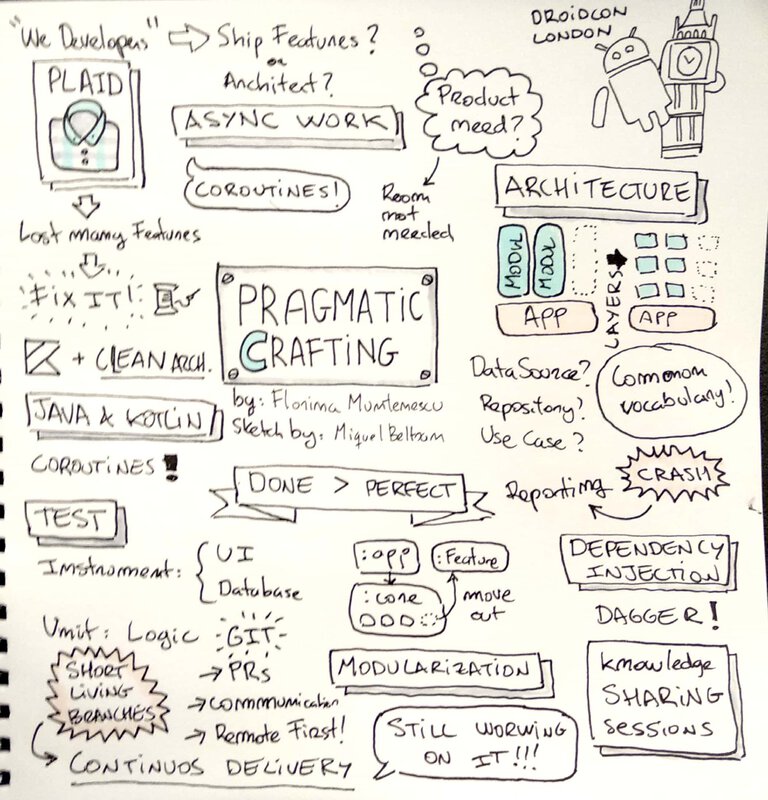 "We Developers" ⇨ Ship Features?
or
Architect?
PLAID
Lost many Features
FIX IT!
+ CLEAN ARCH.
JAVA & KOTLIN
COROUTINES!
TEST
Instrument: { UI
Database
Unit: Logic
ASYNC WORK
COROUTINES!
Product
need?
Room
not
needed
DROIDCON
LONDON
PRAGMATIC
CRAFTING
by: Florina Muntenescu
Sketch by: Miguel Beltran
ARCHITECTURE
MODUL
MODUL
APP
LAYERS
APP
Data Source?
Repository?
Use Case?
Common
vocabulary!
CRASH
Reporting
DONE > PERFECT
:app
:Feature
:core
move
out
MODULARIZATION
STILL WORWING
ON IT!!!
DEPENDENCY
INJECTION
DAGGER!
Knowledge
SHARING
Sessions
GIT
→ PRs
→ Communication
→ Remote First!
SHORT
LIVING
BRANCHES
CONTINUOS DELIVERY